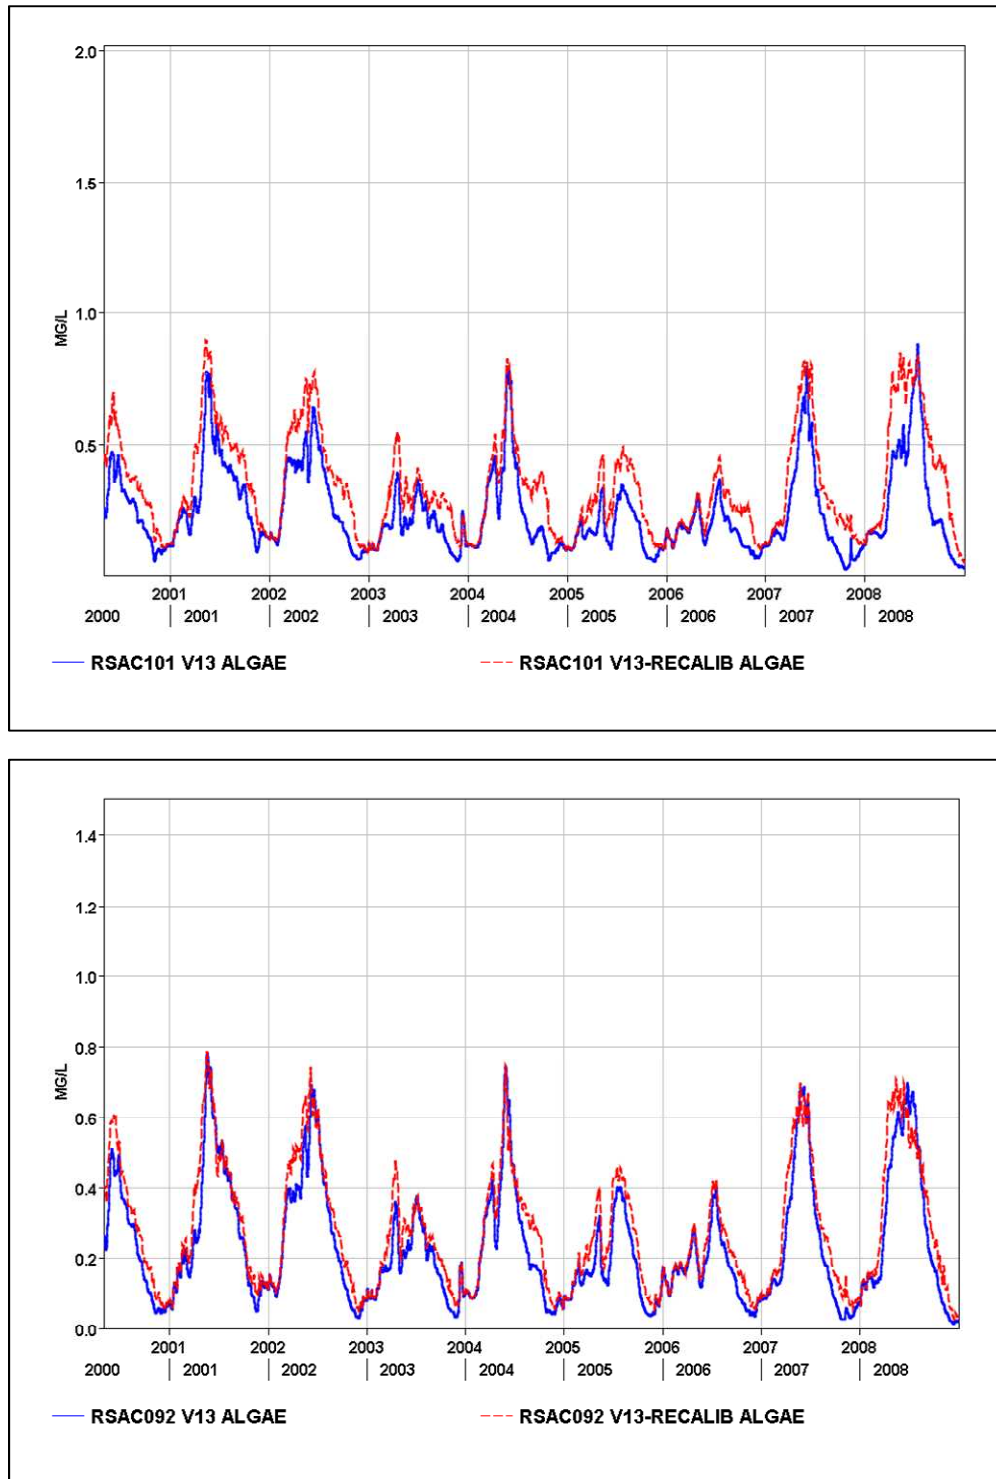 2.0
1.5
MG/L
1.0
0.5
2001 2002 2003 2004 2005 2006 2007 2008
2000 2001 2002 2003 2004 2005 2006 2007 2008
RSAC101 V13 ALGAE RSAC101 V13-RECALIB ALGAE
1.4
1.2
1.0
MG/L
0.8
0.6
0.4
0.2
0.0
2001 2002 2003 2004 2005 2006 2007 2008
2000 2001 2002 2003 2004 2005 2006 2007 2008
RSAC092 V13 ALGAE RSAC092 V13-RECALIB ALGAE